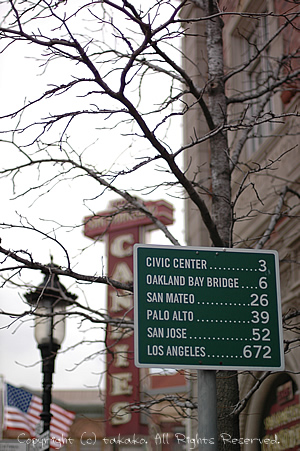 CIVIC CENTER...........3
OAKLAND BAY BRIDGE....6
SAN MATEO..............26
PALO ALTO..............39
SAN JOSE................52
LOS ANGELES.......672
Copyright (c) takako. All Rights Reserved.